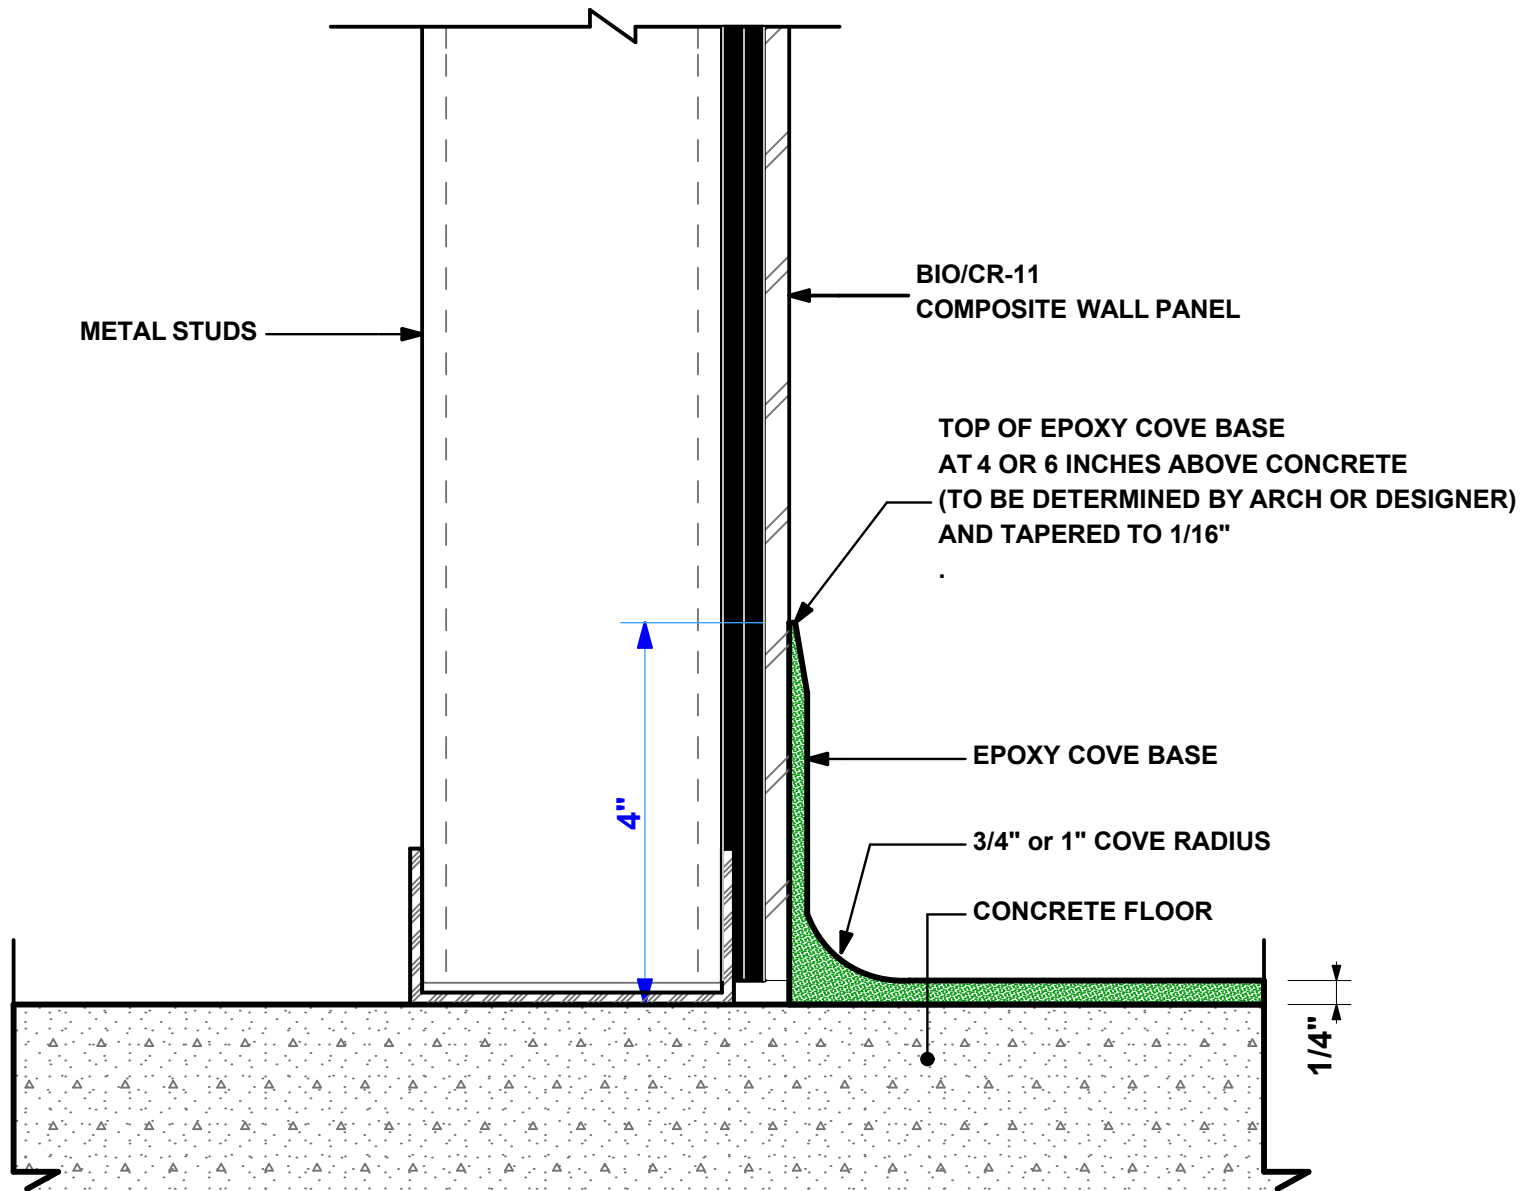 BIO/CR-11
COMPOSITE WALL PANEL
METAL STUDS
TOP OF EPOXY COVE BASE
AT 4 OR 6 INCHES ABOVE CONCRETE
(TO BE DETERMINED BY ARCH OR DESIGNER)
AND TAPERED TO 1/16"
.
EPOXY COVE BASE
4"
3/4" or 1" COVE RADIUS
CONCRETE FLOOR
1/4"